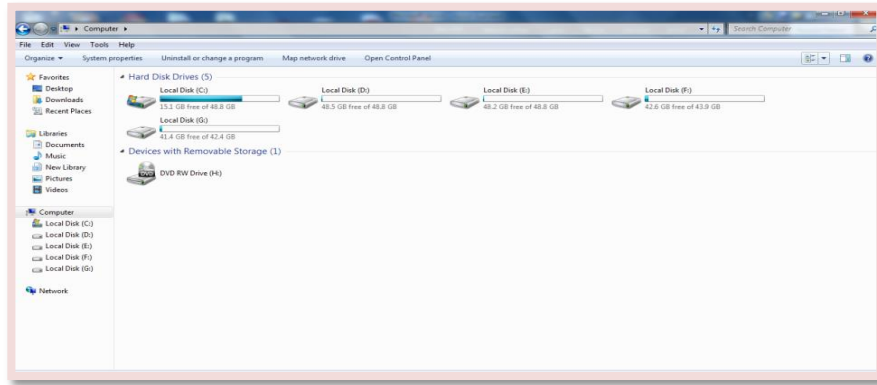 Computer
Search Computer
File Edit View Tools Help
Organize System properties Uninstall or change a program Map network drive Open Control Panel
Favorites
Desktop
Downloads
Recent Places
Libraries
Documents
Music
New Library
Pictures
Videos
Computer
Local Disk (C:)
Local Disk (D:)
Local Disk (E:)
Local Disk (F:)
Local Disk (G:)
Network
Hard Disk Drives (5)
Local Disk (C:)
15.1 GB free of 48.8 GB
Local Disk (D:)
48.5 GB free of 48.8 GB
Local Disk (E:)
48.2 GB free of 48.8 GB
Local Disk (F:)
42.6 GB free of 43.9 GB
Local Disk (G:)
41.4 GB free of 42.4 GB
Devices with Removable Storage (1)
DVD
DVD RW Drive (H:)